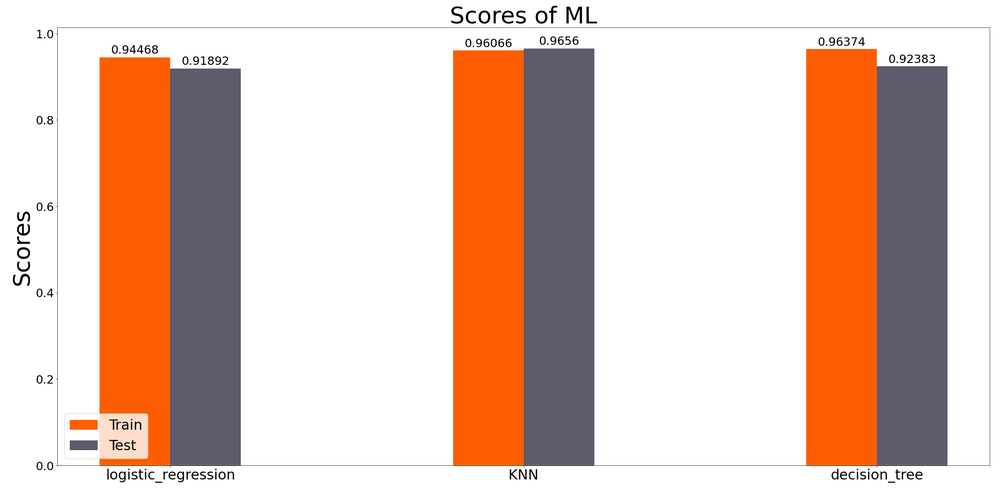 Scores of ML
Scores
1.0
0.8
0.6
0.4
0.2
0.0
0.94468
0.91892
0.96066
0.9656
0.96374
0.92383
Train
Test
logistic_regression
KNN
decision_tree